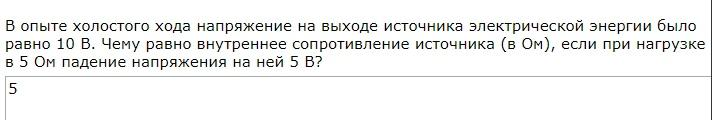 В опыте холостого хода напряжение на выходе источника электрической энергии было
равно 10 В. Чему равно внутреннее сопротивление источника (в Ом), если при нагрузке
в 5 Ом падение напряжения на ней 5 В?
5